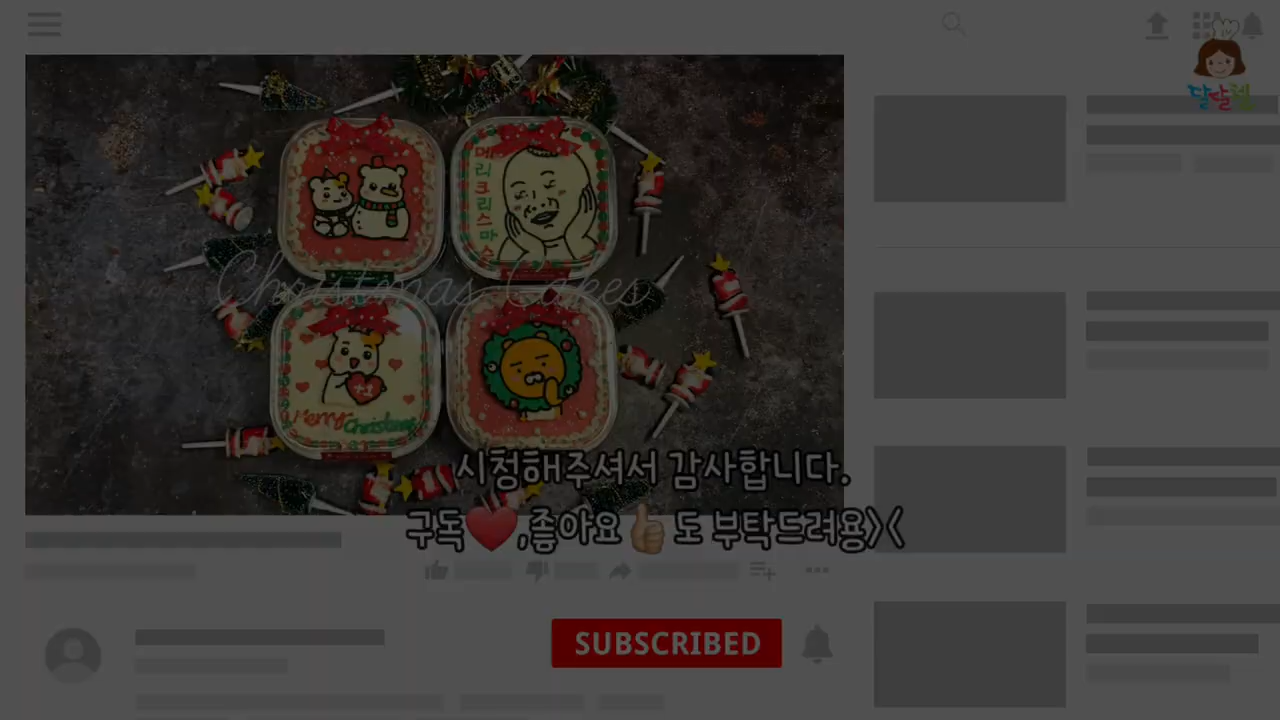 달달쉘
메리크리스마스
Christmas Cakes
Merry
Christmas
시청해주셔서 감사합니다.
구독❤️,좋아요👍도 부탁드려용><
SUBSCRIBED